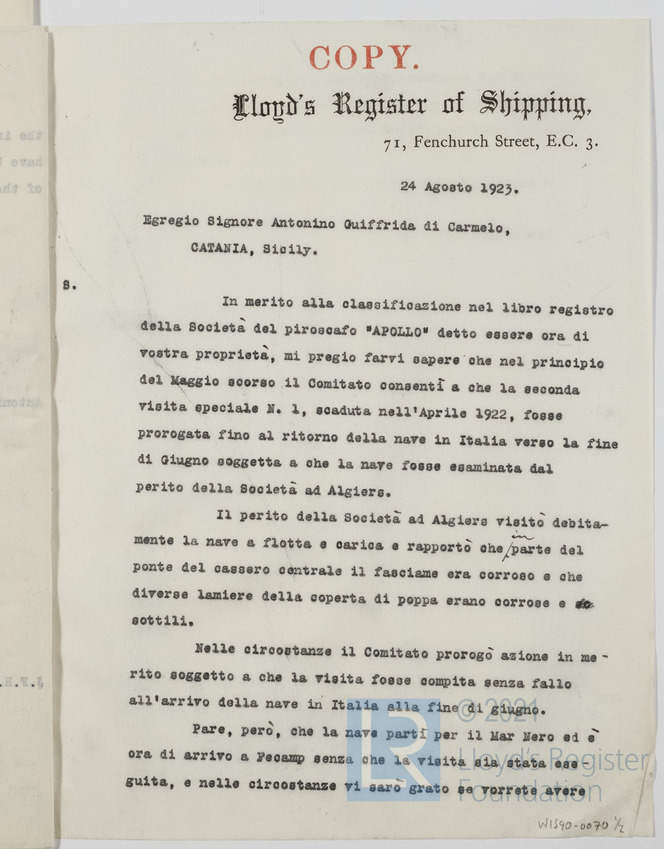 COPY.
Lloyd's Register of Shipping,
71, Fenchurch Street, E.C. 3.
24 Agosto 1923.
Egregio Signore Antonino Guiffrida di Carmelo,
CATANIA, Sicily.
S.
In merito alla classificazione nel libro registro
della Società del piroscafo "APOLLO" detto essere ora di
vostra proprietà, mi pregio farvi sapere che nel principio
del Maggio scorso il Comitato consentì a che la seconda
visita speciale N. 1, scaduta nell'Aprile 1922, fosse
prorogata fino al ritorno della nave in Italia verso la fine
di Giugno soggetta a che la nave fosse esaminata dal
perito della Società ad Algiers.
Il perito della Società ad Algiers visitò debita-
mente la nave a flotta e carica e rapportò che in parte del
ponte del cassero centrale il fasciame era corroso e che
diverse lamiere della coperta di poppa erano corrose e
sottili.
Nelle circostanze il Comitato prorogò azione in me-
rito soggetto a che la visita fosse compita senza fallo
all'arrivo della nave in Italia alla fine di giugno.
Pare, però, che la nave partì per il Mar Nero ed è
ora di arrivo a Fecamp senza che la visita sia stata ese-
guita, e nelle circostanze vi sarò grato se vorrete avere
LR
© 2021
Lloyd's Register
Foundation
W1590-0070 1/2
the in
have
of the
Antoni
J.F.H.